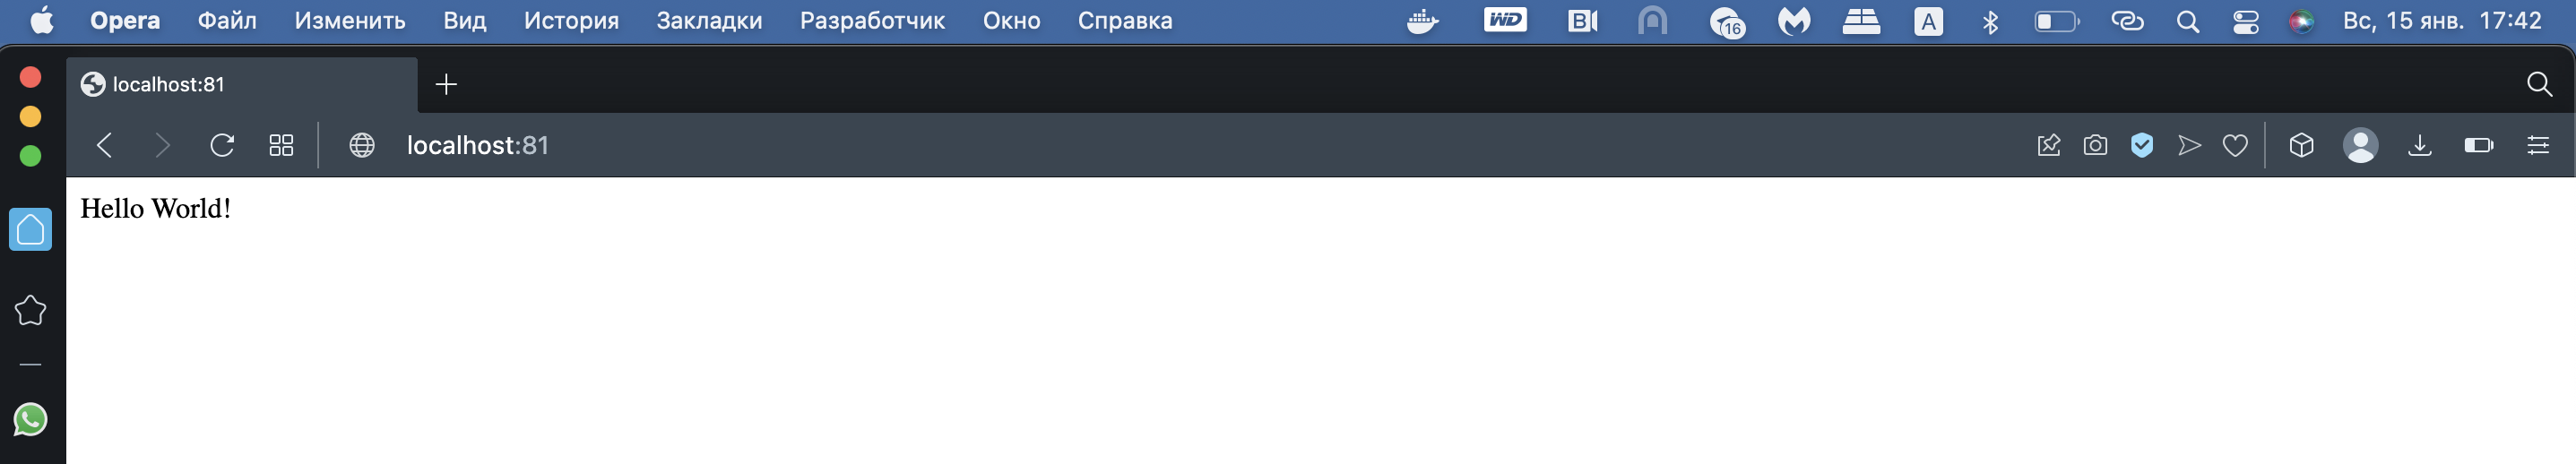 Opera Файл Изменить Вид История Закладки Разработчик Окно Справка WD B 16 A Вс, 15 янв. 17:42
localhost:81
localhost:81
Hello World!